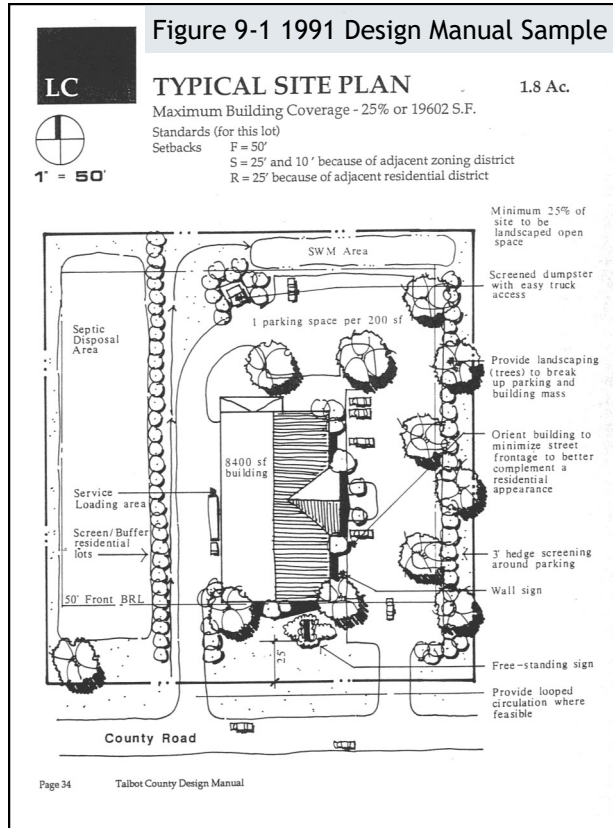 Figure 9-1 1991 Design Manual Sample
LC
TYPICAL SITE PLAN
1.8 Ac.
Maximum Building Coverage - 25% or 19602 S.F.
Standards (for this lot)
Setbacks F = 50'
S = 25' and 10 ' because of adjacent zoning district
R = 25' because of adjacent residential district
1" = 50'
Minimum 25% of
site to be
landscaped open
space
SWM Area
Screened dumpster
with easy truck
access
1 parking space per 200 sf
Septic
Disposal
Area
Provide landscaping
(trees) to break
up parking and
building mass
Orient building to
minimize street
frontage to better
complement a
residential
appearance
8400 sf
building
Service
Loading area
Screen/Buffer
residential
lots
3' hedge screening
around parking
Wall sign
50' Front BRL
25'
Free-standing sign
Provide looped
circulation where
feasible
County Road
Page 34 Talbot County Design Manual